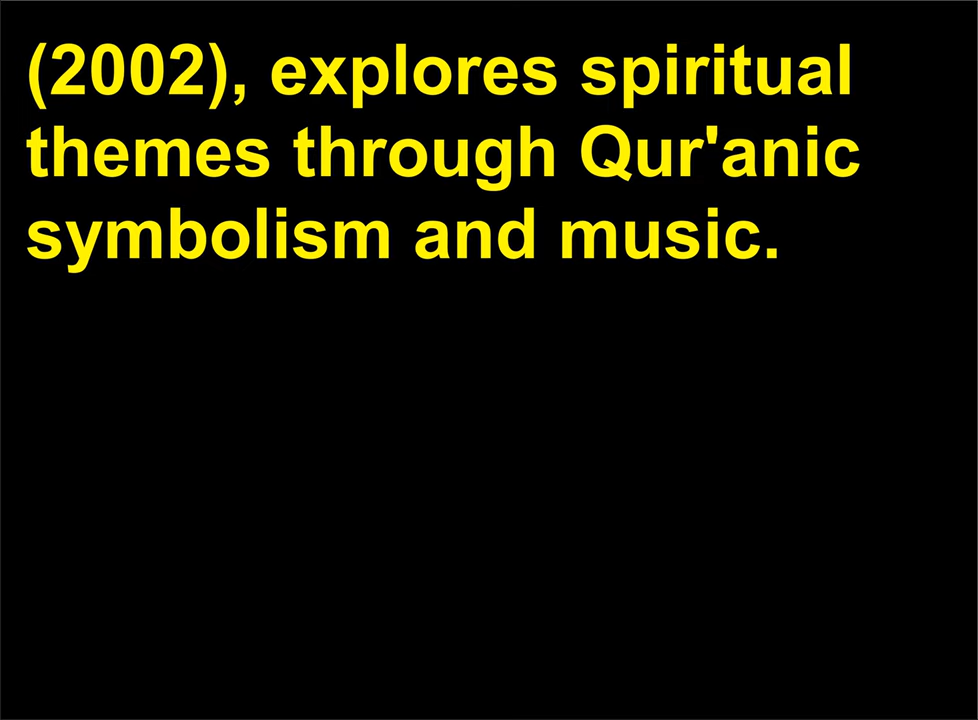 (2002), explores spiritual
themes through Qur'anic
symbolism and music.